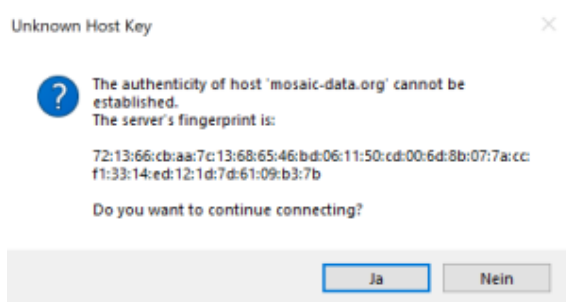 Unknown Host Key
The authenticity of host 'mosaic-data.org' cannot be
established.
The server's fingerprint is:
72:13:66:cb:aa:7c:13:68:65:46:bd:06:11:50:cd:00:6d:8b:07:7a:cc:
f1:33:14:ed:12:1d:7d:61:09:b3:7b
Do you want to continue connecting?
Ja Nein